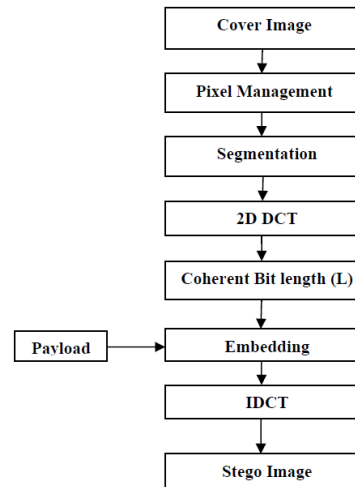 Cover Image
Pixel Management
Segmentation
2D DCT
Coherent Bit length (L)
Payload
Embedding
IDCT
Stego Image